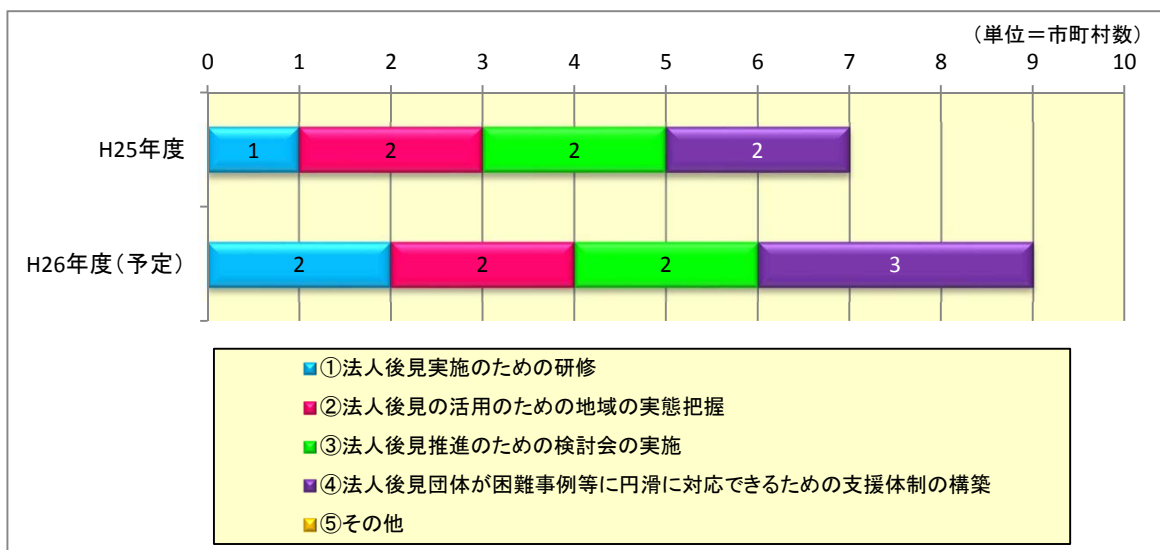 （単位＝市町村数）
0 1 2 3 4 5 6 7 8 9 10
H25年度 1 2 2 2
H26年度（予定） 2 2 2 3
①法人後見実施のための研修
②法人後見の活用のための地域の実態把握
③法人後見推進のための検討会の実施
④法人後見団体が困難事例等に円滑に対応できるための支援体制の構築
⑤その他